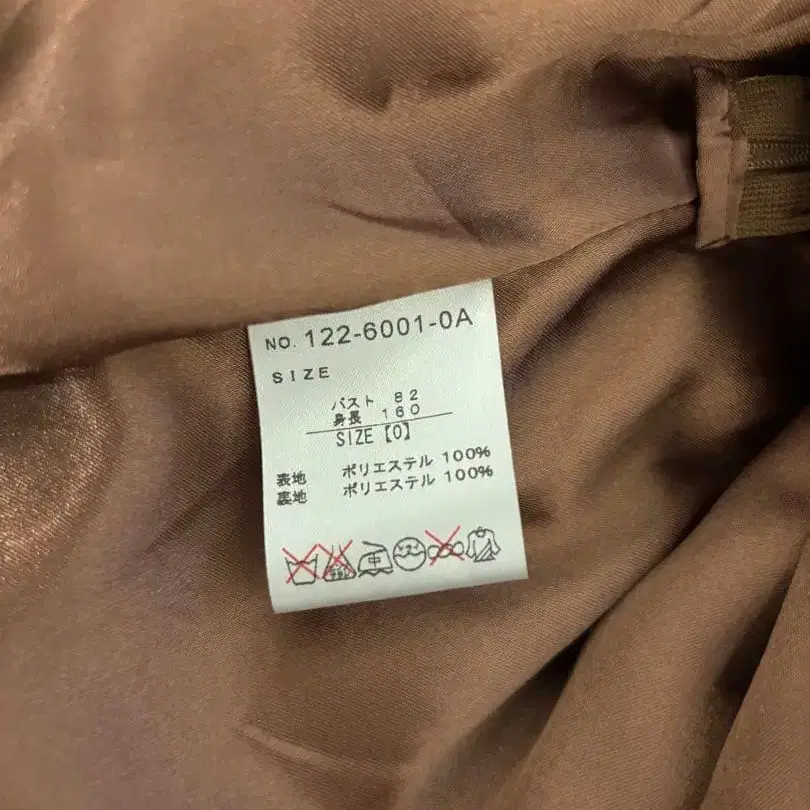 NO. 122-6001-0A
SIZE
バスト 82
身長 160
SIZE【0】
表地 ポリエステル 100%
裏地 ポリエステル 100%
中